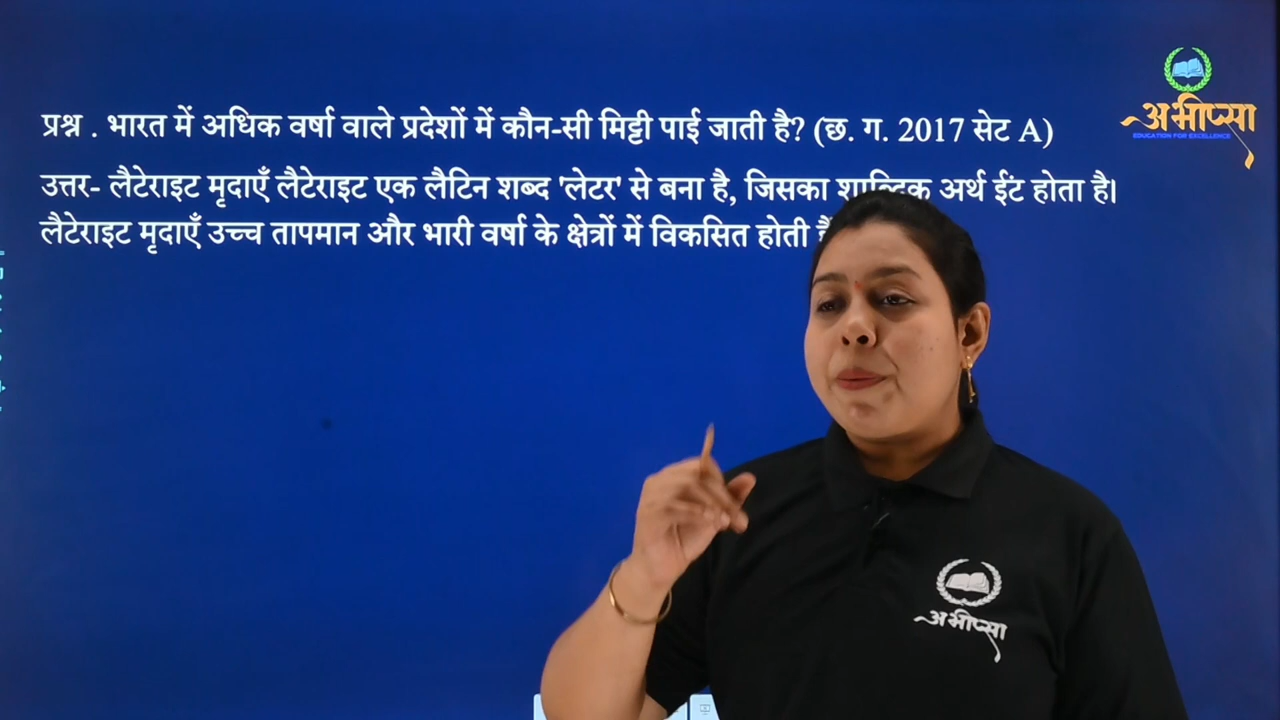 प्रश्न . भारत में अधिक वर्षा वाले प्रदेशों में कौन-सी मिट्टी पाई जाती है? (छ. ग. 2017 सेट A)
उत्तर- लैटेराइट मृदाएँ लैटेराइट एक लैटिन शब्द 'लेटर' से बना है, जिसका अर्थ ईंट होता है।
लैटेराइट मृदाएँ उच्च तापमान और भारी वर्षा के क्षेत्रों में विकसित होती
अभीप्सा
EDUCATION FOR EXCELLENCE
अभीप्सा